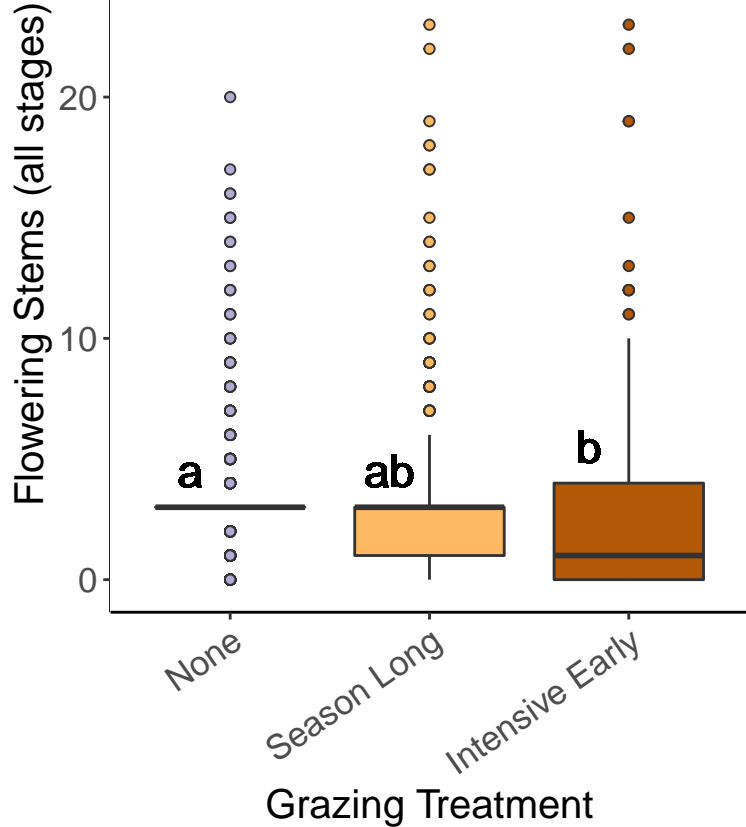 Flowering Stems (all stages)
20
10
0
a
ab
b
None
Season Long
Intensive Early
Grazing Treatment